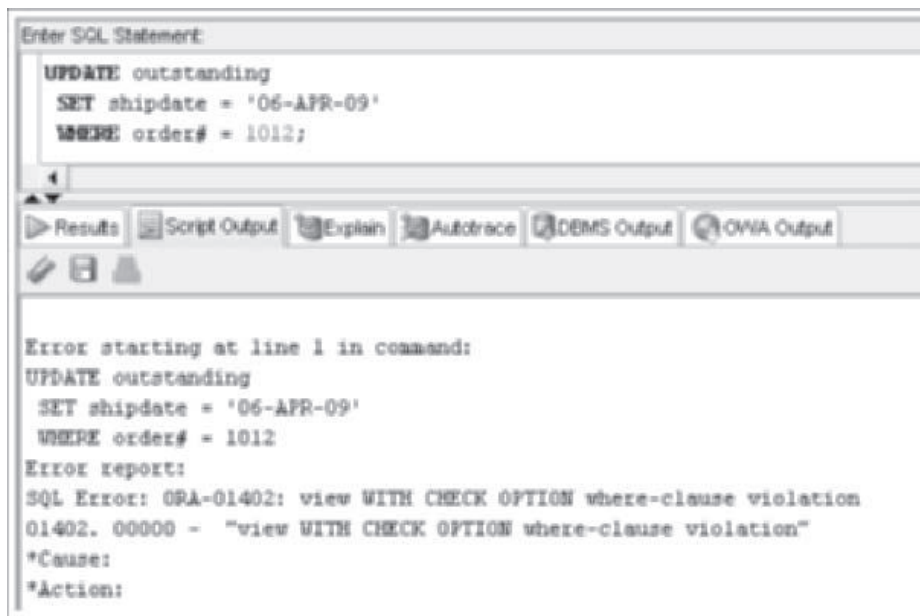 Enter SQL Statement:
UPDATE outstanding
SET shipdate = '06-APR-09'
WHERE order# = 1012;
Results Script Output Explain Autotrace DBMS Output OWA Output
Error starting at line 1 in command:
UPDATE outstanding
SET shipdate = '06-APR-09'
WHERE order# = 1012
Error report:
SQL Error: ORA-01402: view WITH CHECK OPTION where-clause violation
01402. 00000 - "view WITH CHECK OPTION where-clause violation"
*Cause:
*Action: